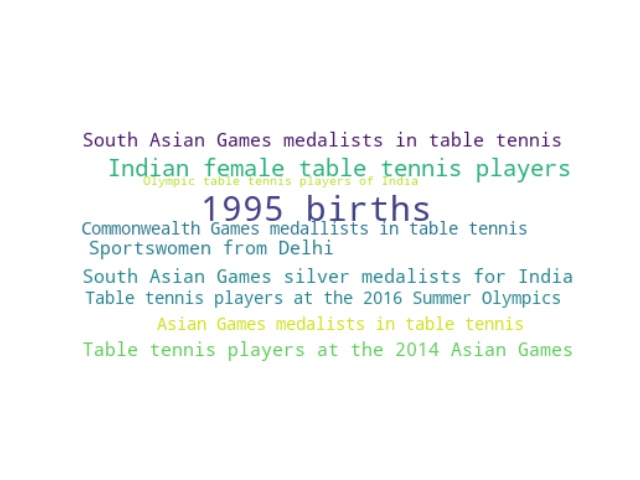 South Asian Games medalists in table tennis
Indian female table tennis players
Olympic table tennis players of India
1995 births
Commonwealth Games medallists in table tennis
Sportswomen from Delhi
South Asian Games silver medalists for India
Table tennis players at the 2016 Summer Olympics
Asian Games medalists in table tennis
Table tennis players at the 2014 Asian Games